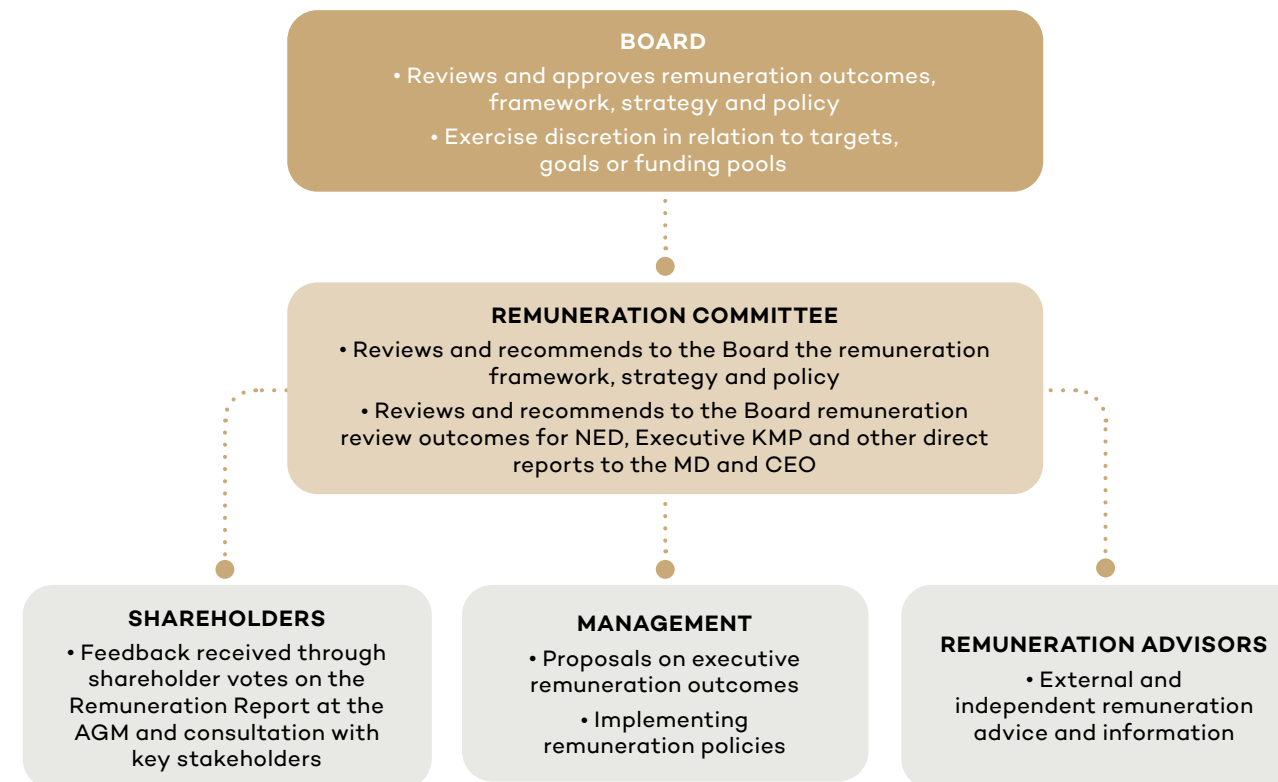 BOARD
• Reviews and approves remuneration outcomes,
framework, strategy and policy
• Exercise discretion in relation to targets,
goals or funding pools
REMUNERATION COMMITTEE
• Reviews and recommends to the Board the remuneration
framework, strategy and policy
• Reviews and recommends to the Board remuneration
review outcomes for NED, Executive KMP and other direct
reports to the MD and CEO
SHAREHOLDERS
• Feedback received through
shareholder votes on the
Remuneration Report at the
AGM and consultation with
key stakeholders
MANAGEMENT
• Proposals on executive
remuneration outcomes
• Implementing
remuneration policies
REMUNERATION ADVISORS
• External and
independent remuneration
advice and information